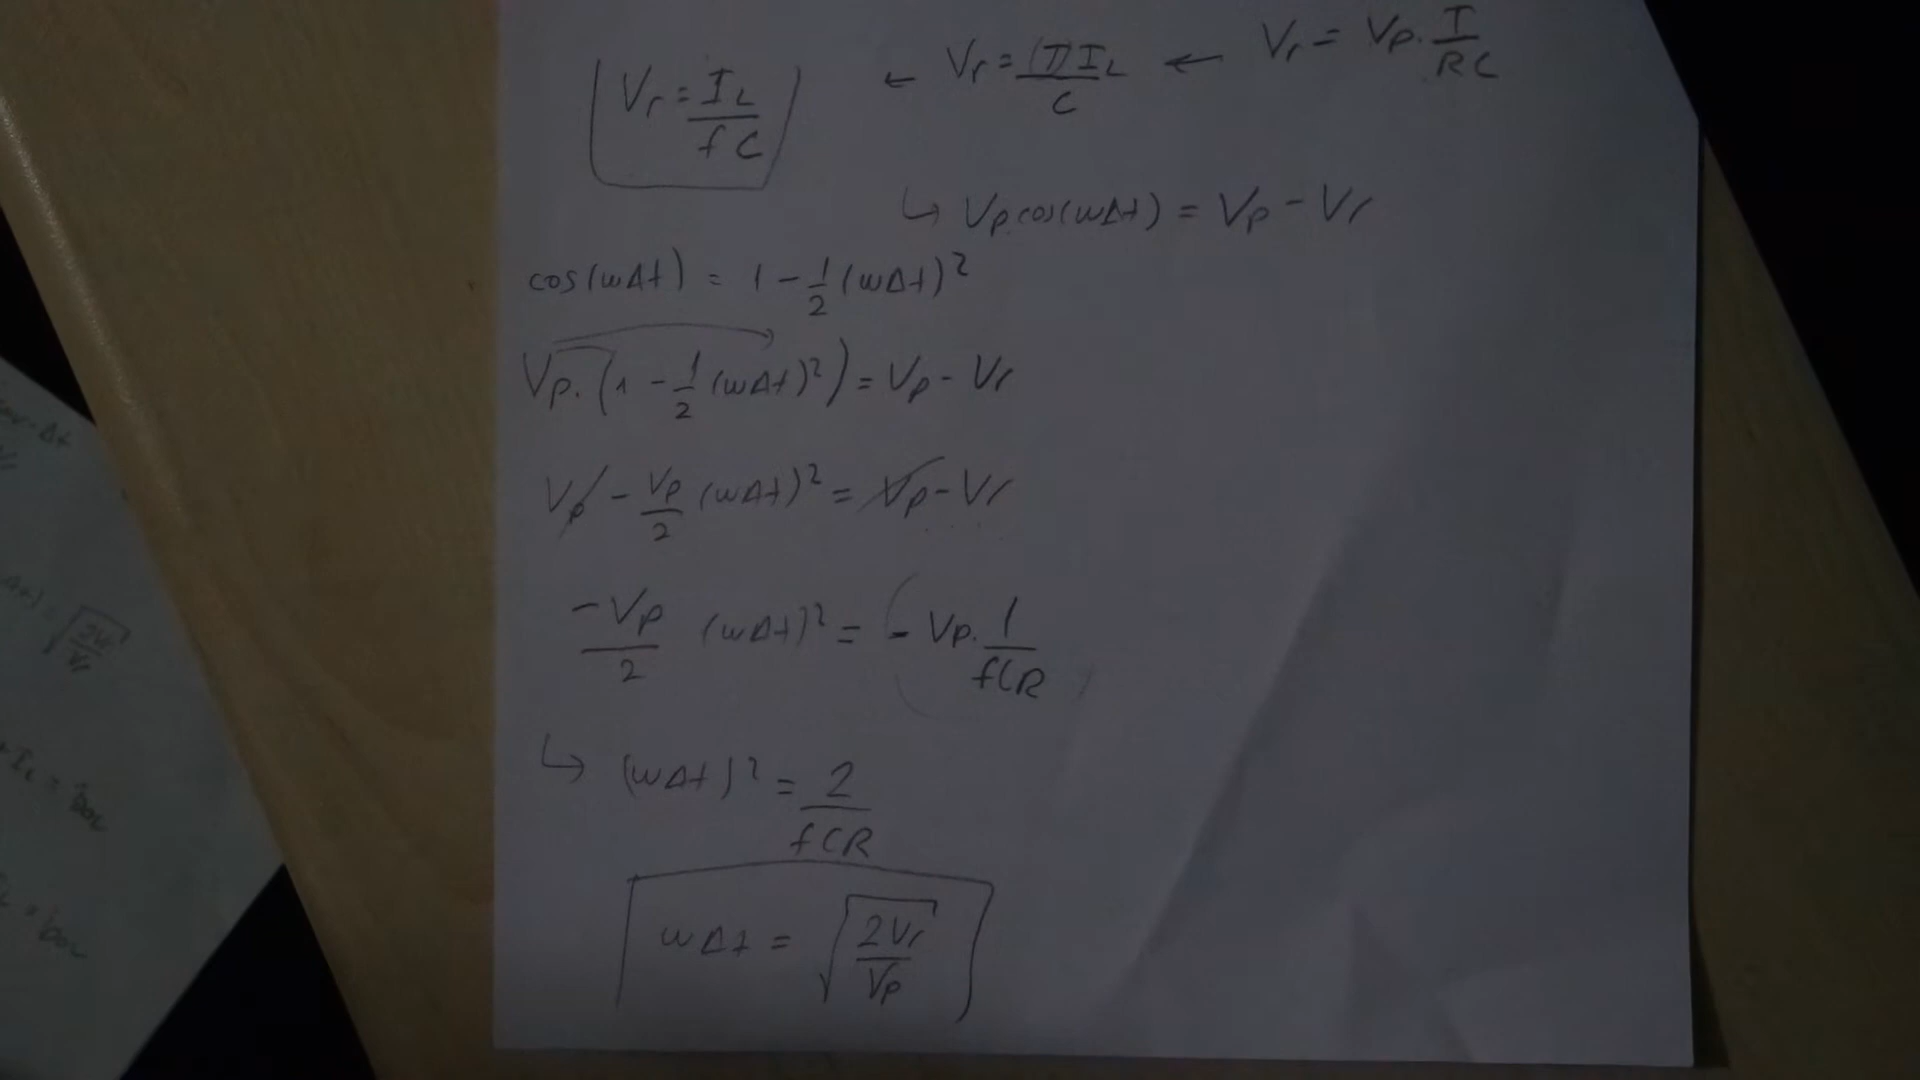 Vr = IL / fC ← Vr = (T) IL / C ← Vr = Vp . T / RC
↳ Vp cos(wΔt) = Vp - Vr
cos(wΔt) = 1 - 1/2 (wΔt)²
Vp. (1 - 1/2 (wΔt)²) = Vp - Vr
Vp - Vp/2 (wΔt)² = Vp - Vr
-Vp/2 (wΔt)² = - Vp. 1/fCR
↳ (wΔt)² = 2/fCR
wΔt = √(2Vr/Vp)